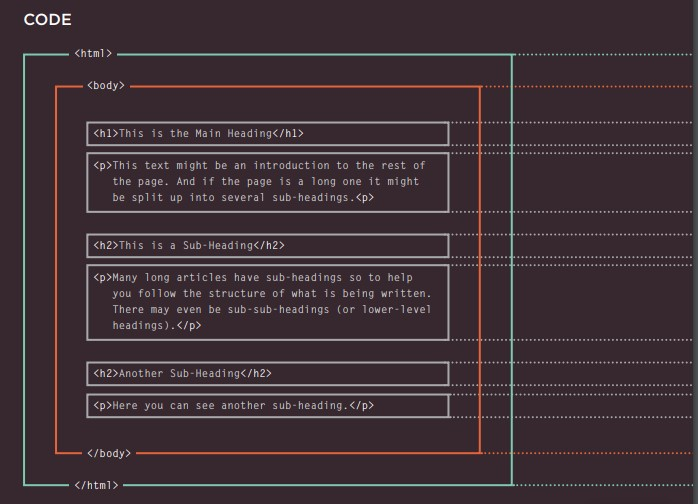 CODE
<html>
<body>
<h1>This is the Main Heading</h1>
<p>This text might be an introduction to the rest of
the page. And if the page is a long one it might
be split up into several sub-headings.<p>
<h2>This is a Sub-Heading</h2>
<p>Many long articles have sub-headings so to help
you follow the structure of what is being written.
There may even be sub-sub-headings (or lower-level
headings).</p>
<h2>Another Sub-Heading</h2>
<p>Here you can see another sub-heading.</p>
</body>
</html>